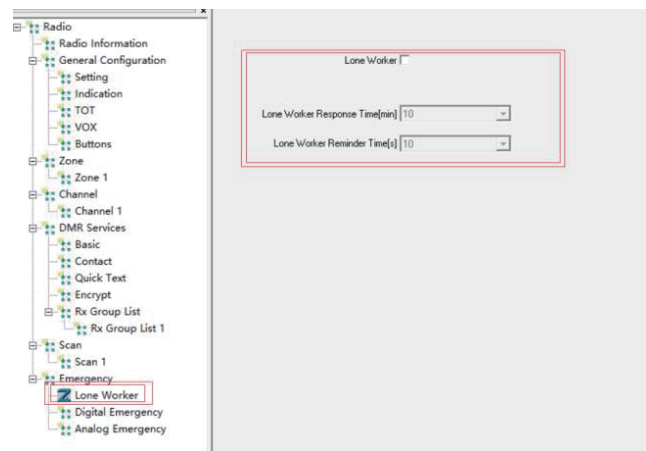 Radio
Radio Information
General Configuration
Setting
Indication
TOT
VOX
Buttons
Zone
Zone 1
Channel
Channel 1
DMR Services
Basic
Contact
Quick Text
Encrypt
Rx Group List
Rx Group List 1
Scan
Scan 1
Emergency
Lone Worker
Digital Emergency
Analog Emergency
Lone Worker
Lone Worker Response Time[min] 10
Lone Worker Reminder Time[s] 10